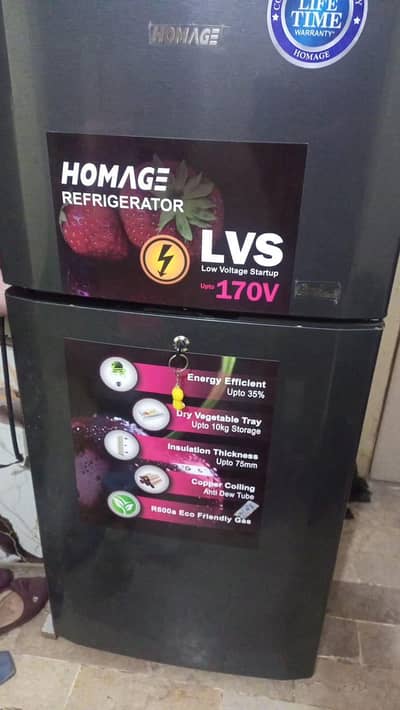 LIFE
TIME
WARRANTY*
HOMAGE
HOMAGE
HOMAGE
REFRIGERATOR
LVS
Low Voltage Startup
Upto 170V
Energy Efficient
Upto 35%
Dry Vegetable Tray
Upto 10kg Storage
Insulation Thickness
Upto 75mm
Copper Coiling
Anti Dew Tube
R600a Eco Friendly Gas